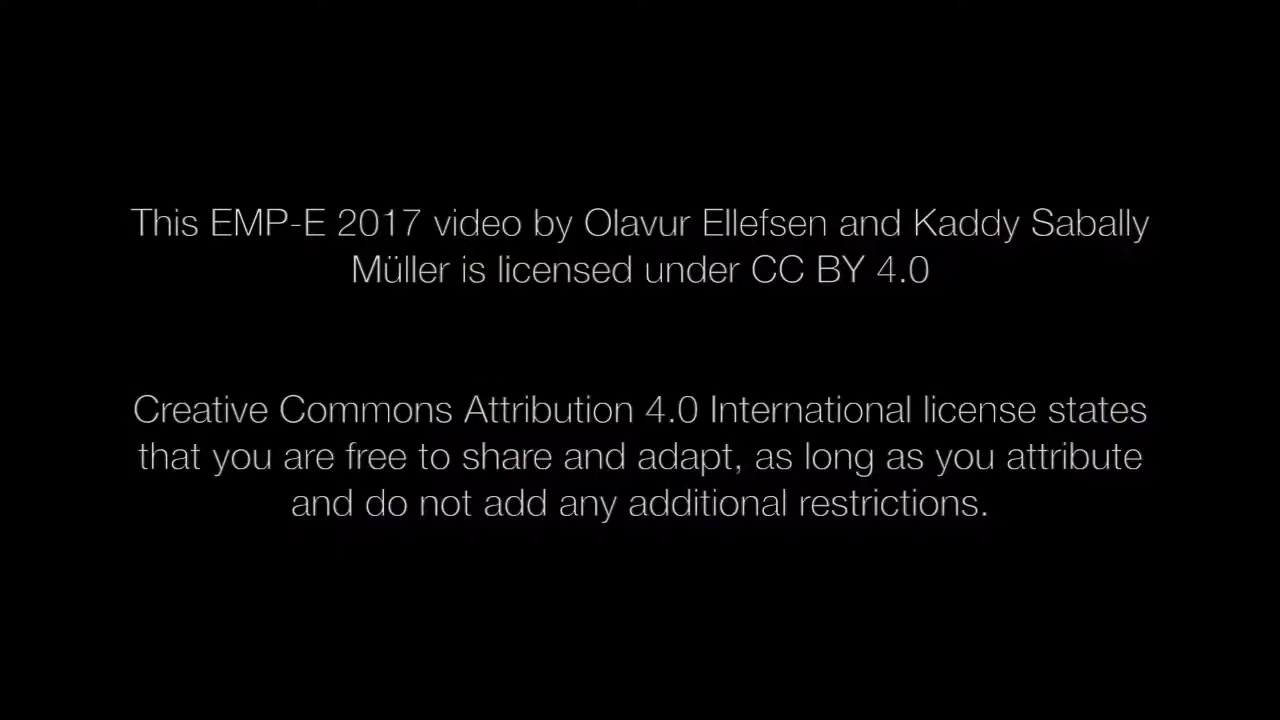 This EMP-E 2017 video by Olavur Ellefsen and Kaddy Sabally
Müller is licensed under CC BY 4.0
Creative Commons Attribution 4.0 International license states
that you are free to share and adapt, as long as you attribute
and do not add any additional restrictions.